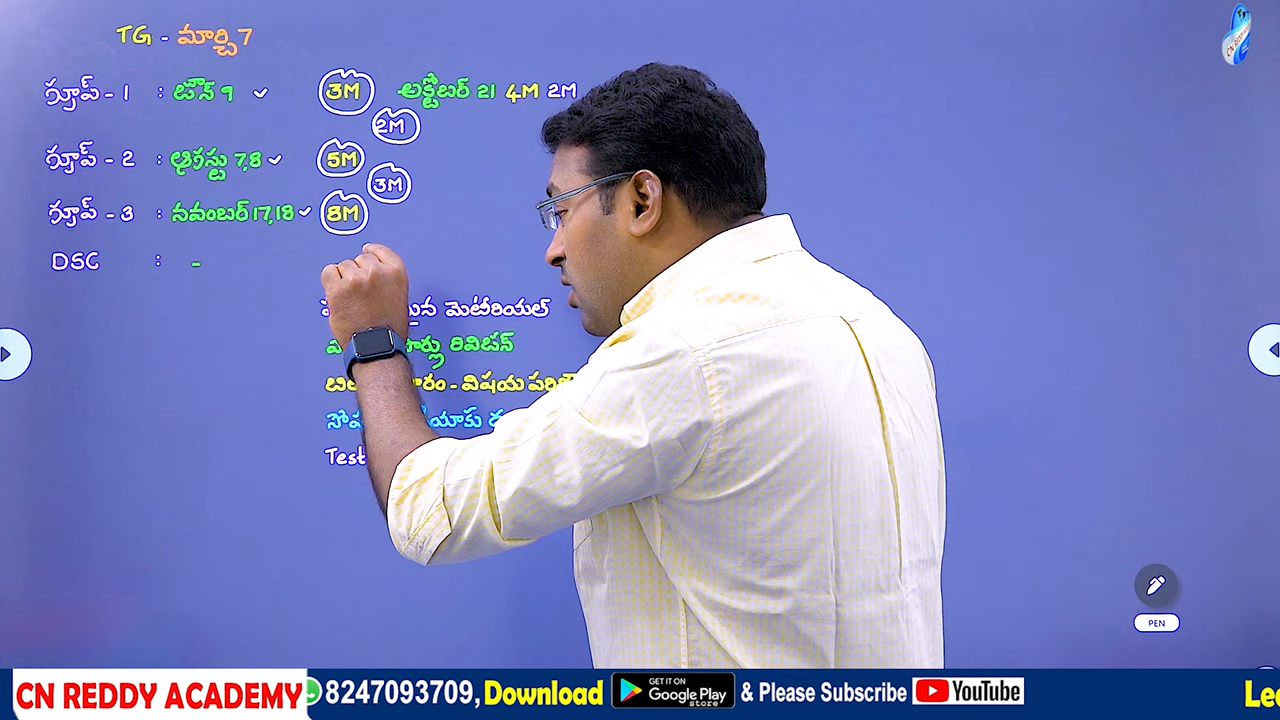 TG - మార్చి 7
గ్రూప్ - 1 : జూన్ 9 ✓ 3M అక్టోబర్ 21 4M 2M
2M
గ్రూప్ - 2 : ఆగస్టు 7,8 ✓ 5M
3M
గ్రూప్ - 3 : నవంబర్ 17,18 ✓ 8M
DSC : -
మెటీరియల్
రివిజన్
- విషయ
Test
PEN
CN REDDY ACADEMY 8247093709, Download GET IT ON Google Play store & Please Subscribe YouTube